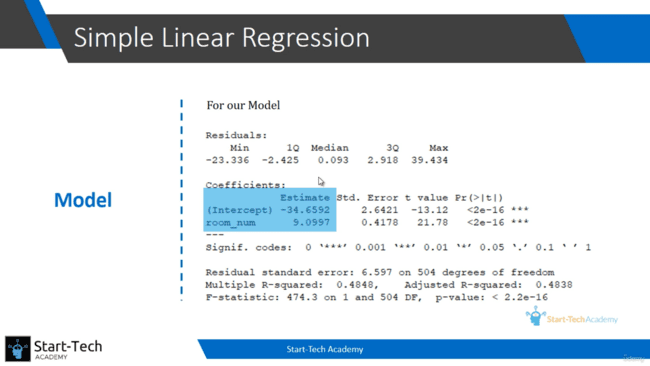 Simple Linear Regression
For our Model
Model
Residuals:
Min 1Q Median 3Q Max
-23.336 -2.425 0.093 2.918 39.434
Coefficients:
Estimate Std. Error t value Pr(>|t|)
(Intercept) -34.6592 2.6421 -13.12 <2e-16 ***
room_num 9.0997 0.4178 21.78 <2e-16 ***
---
Signif. codes: 0 '***' 0.001 '**' 0.01 '*' 0.05 '.' 0.1 ' ' 1
Residual standard error: 6.597 on 504 degrees of freedom
Multiple R-squared: 0.4848, Adjusted R-squared: 0.4838
F-statistic: 474.3 on 1 and 504 DF, p-value: < 2.2e-16
Start-TechAcademy
Start-Tech
ACADEMY
Start-Tech Academy
Udemy